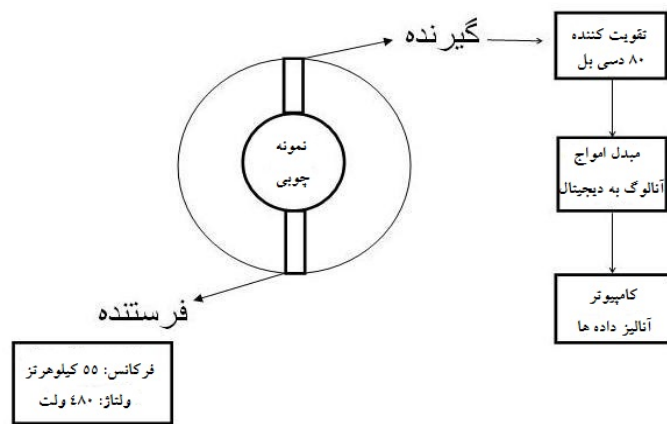 گیرنده
تقویت کننده
۸۰ دسی بل
نمونه
چوبی
مبدل امواج
آنالوگ به دیجیتال
کامپیوتر
آنالیز داده ها
فرستنده
فرکانس: ۵۵ کیلوهرتز
ولتاژ: ٤٨٠ ولت